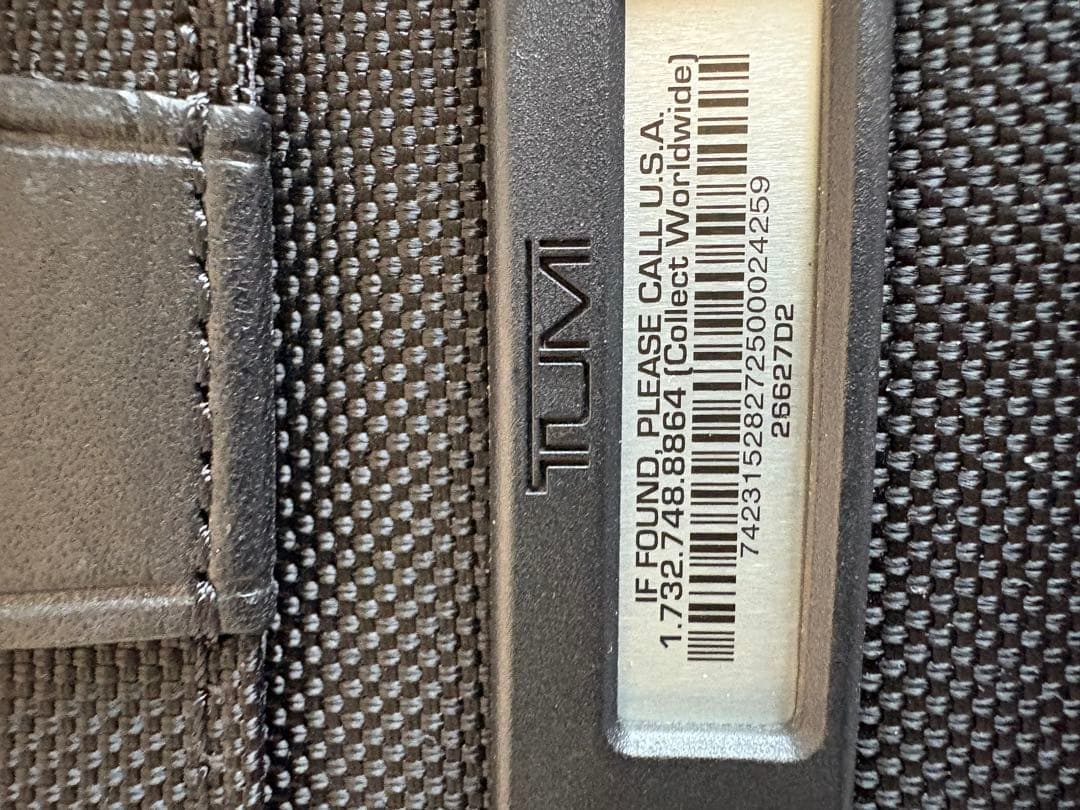 TUMI
IF FOUND, PLEASE CALL U.S.A.
1.732.748.8864 (Collect Worldwide)
74231528272500024259
26627D2